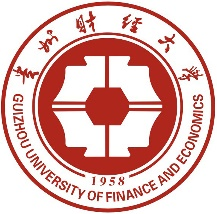 贵州财经大学
1958
GUIZHOU UNIVERSITY OF FINANCE AND ECONOMICS